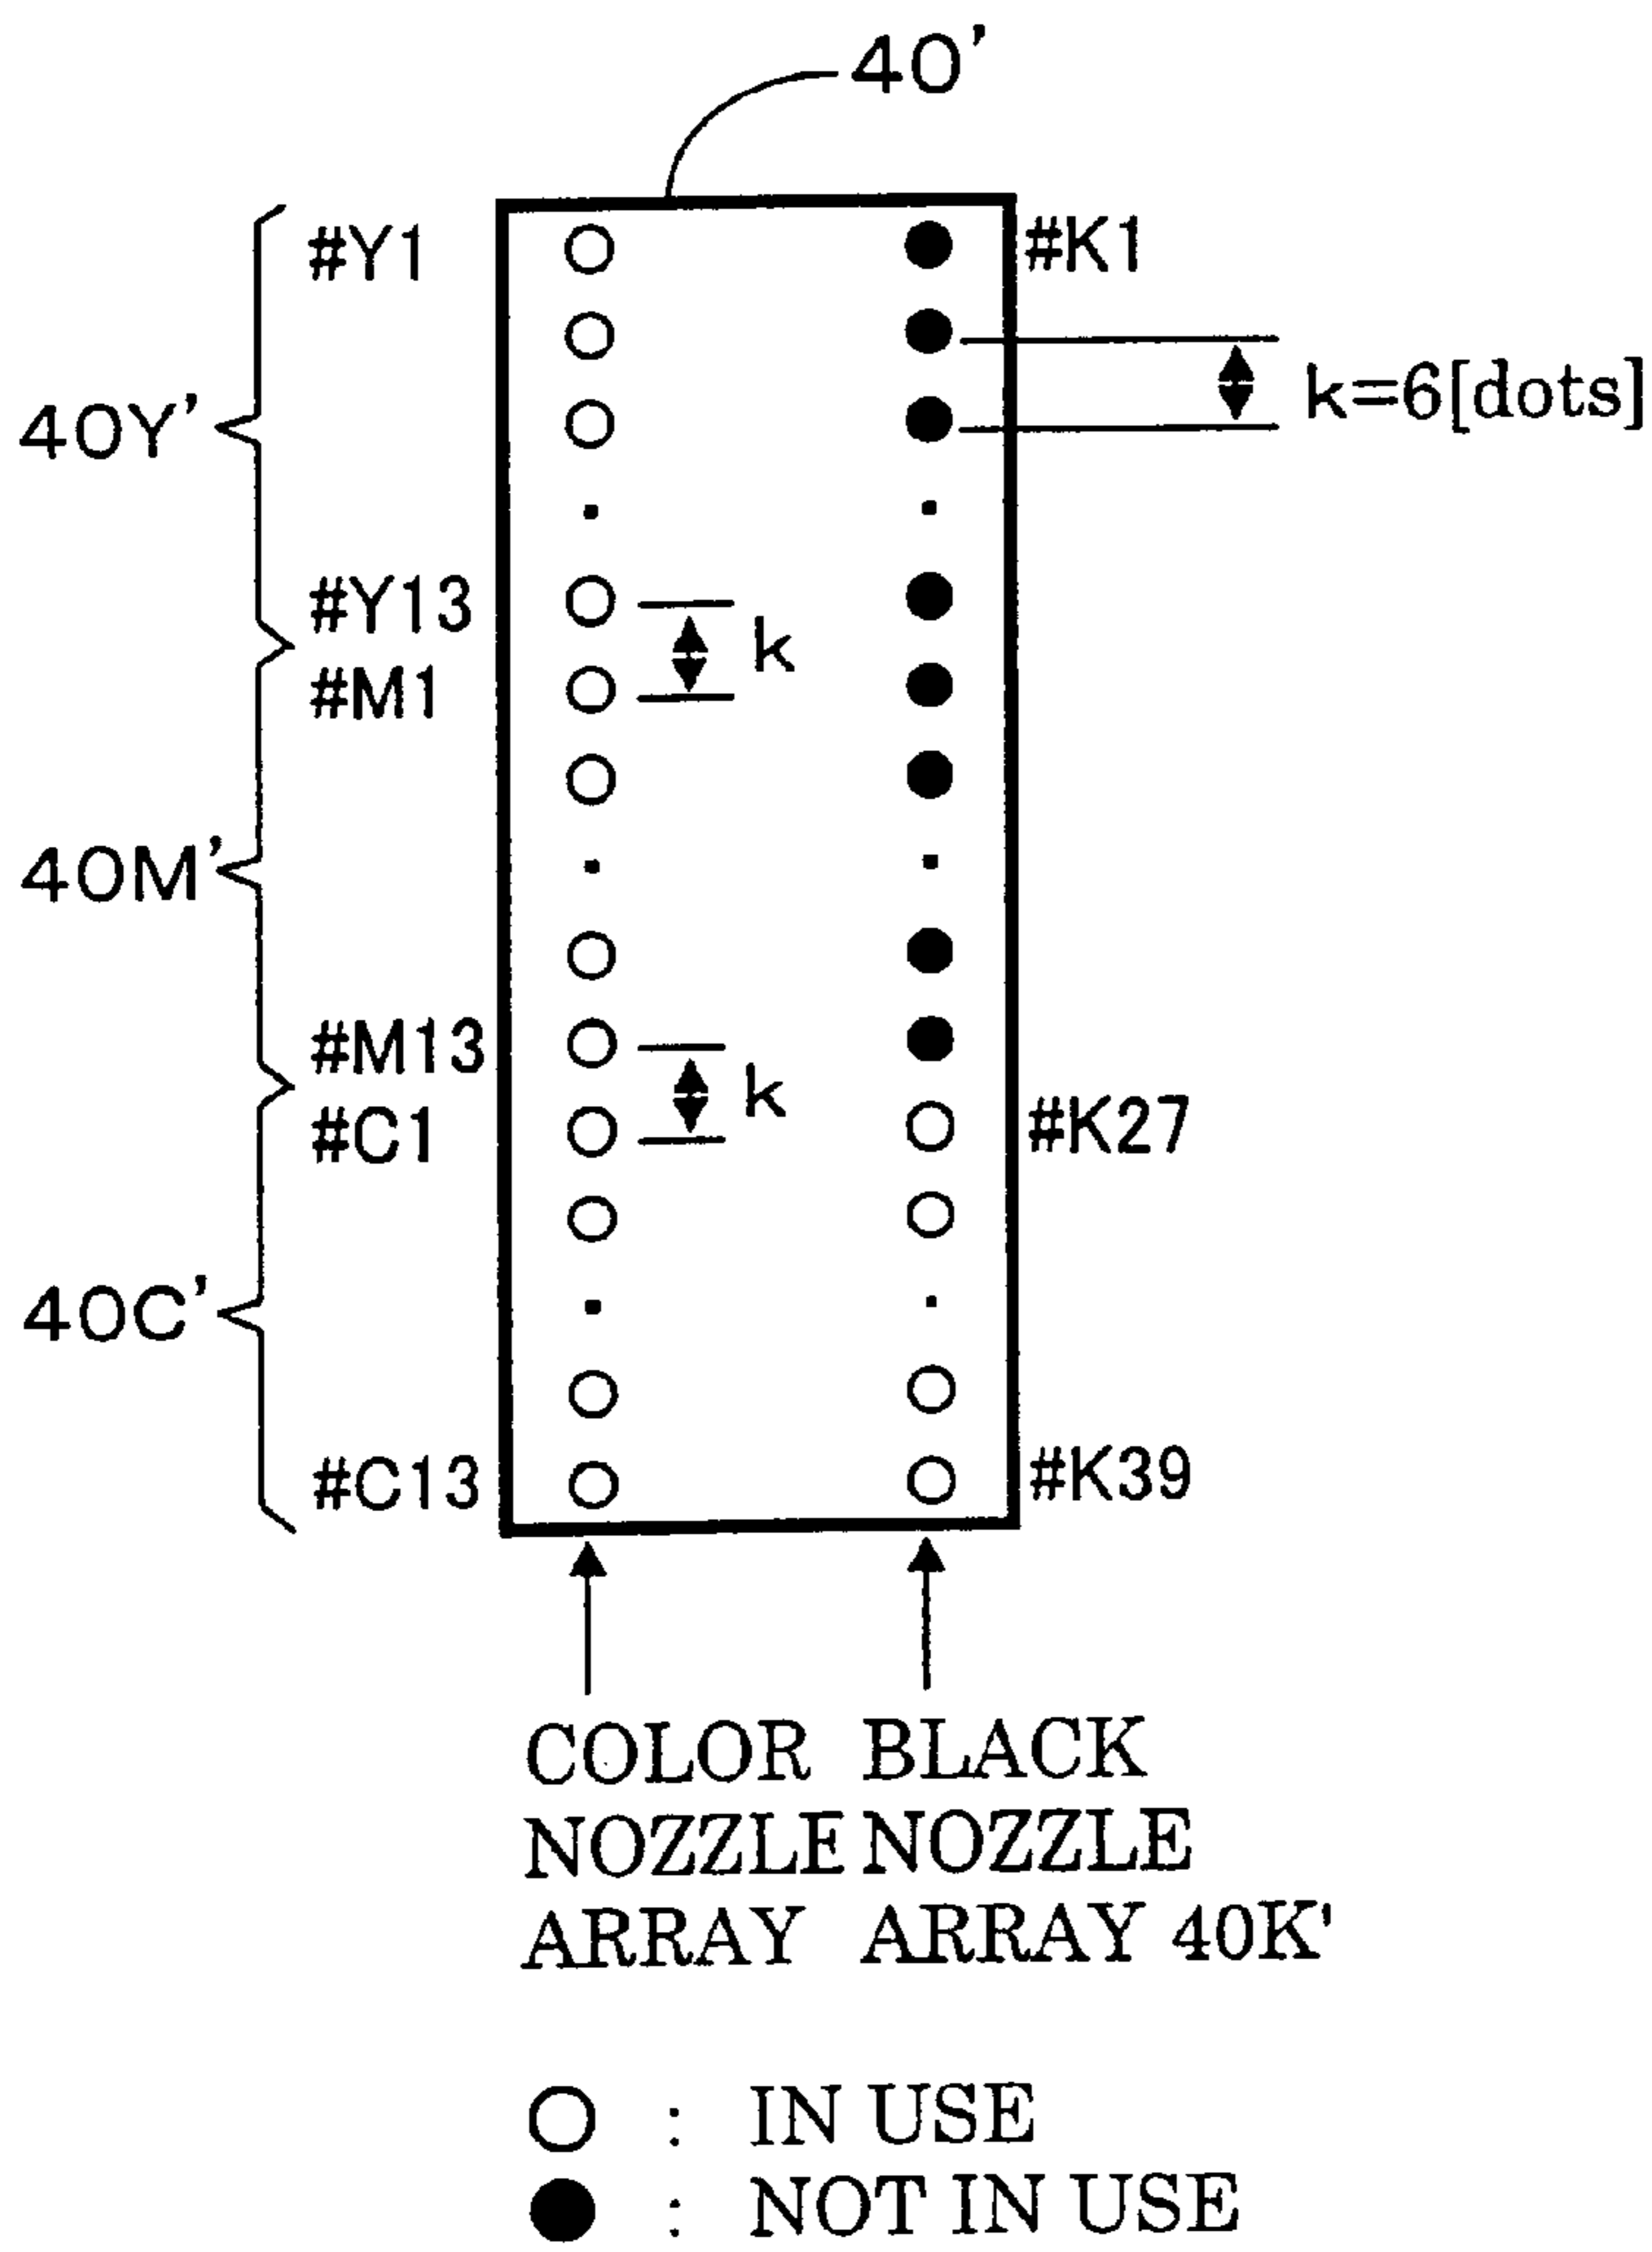 40'
#Y1
#K1
k=6[dots]
40Y'
#Y13
k
#M1
40M'
#M13
k
#C1
#K27
40C'
#C13
#K39
COLOR BLACK
NOZZLE NOZZLE
ARRAY ARRAY 40K'
: IN USE
: NOT IN USE